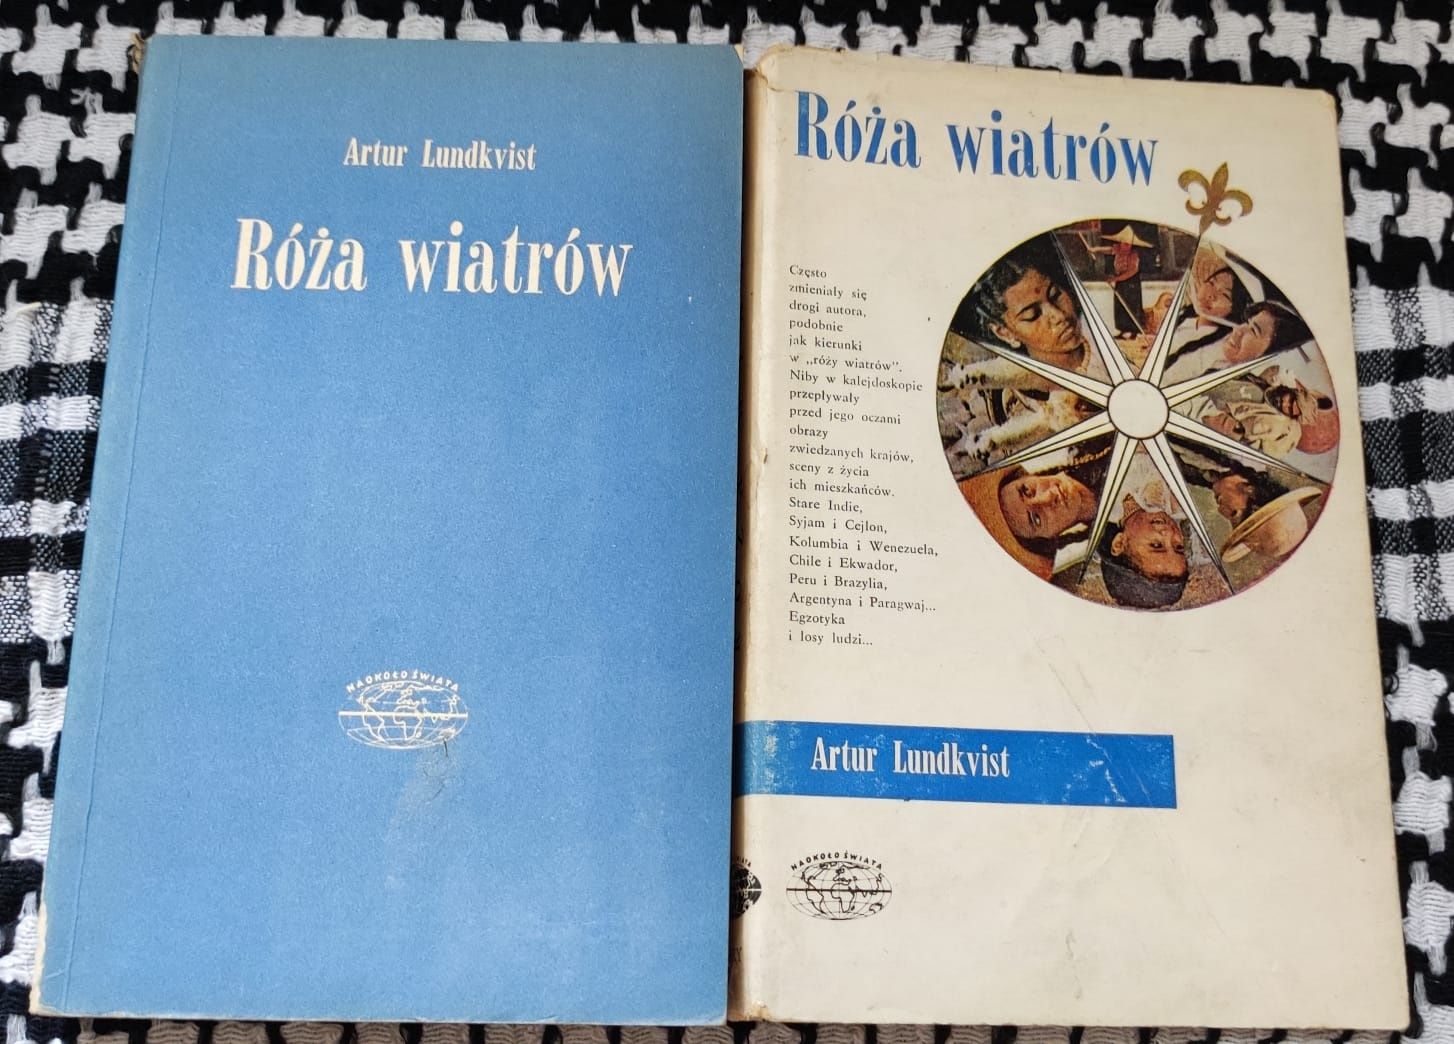 Artur Lundkvist
Róża wiatrów
NAOKOŁO ŚWIATA
Róża wiatrów
Często
zmieniały się
drogi autora,
podobnie
jak kierunki
w „róży wiatrów”.
Niby w kalejdoskopie
przepływały
przed jego oczami
obrazy
zwiedzanych krajów,
sceny z życia
ich mieszkańców.
Stare Indie,
Syjam i Cejlon,
Kolumbia i Wenezuela,
Chile i Ekwador,
Peru i Brazylia,
Argentyna i Paragwaj...
Egzotyka
i losy ludzi...
Artur Lundkvist
NAOKOŁO ŚWIATA